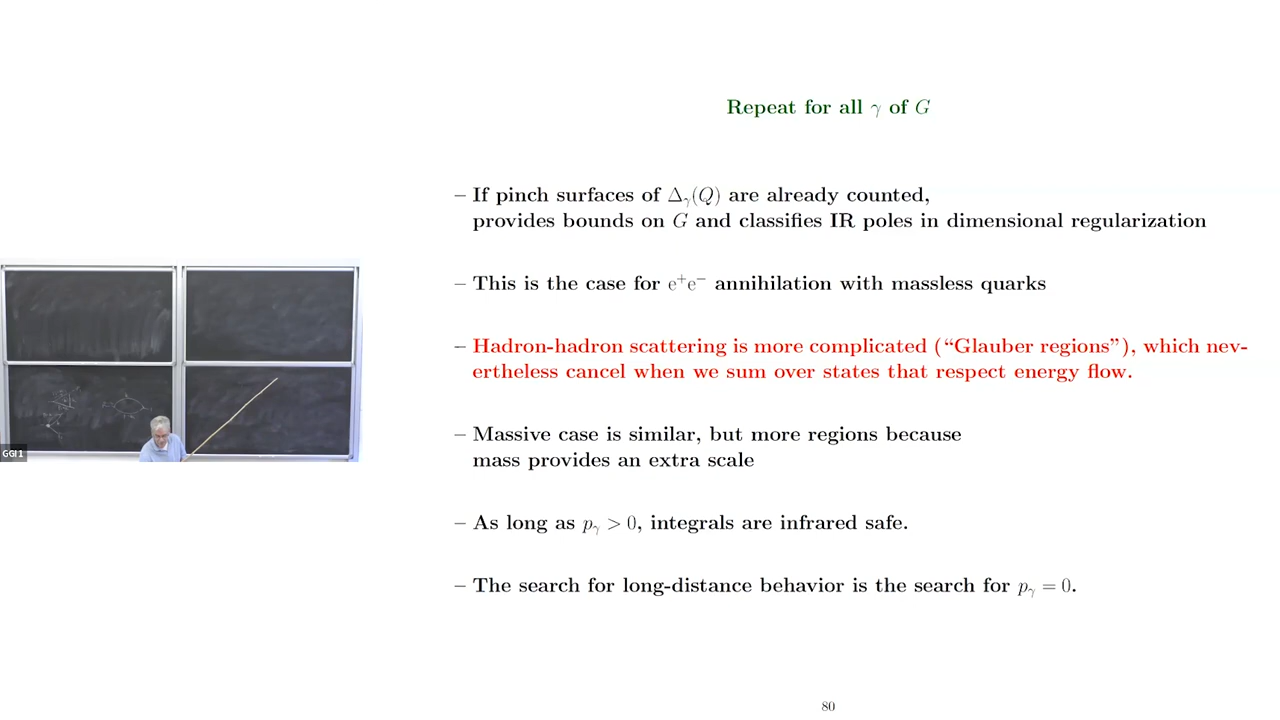 Repeat for all γ of G
– If pinch surfaces of Δγ(Q) are already counted,
provides bounds on G and classifies IR poles in dimensional regularization
– This is the case for e⁺e⁻ annihilation with massless quarks
– Hadron-hadron scattering is more complicated (“Glauber regions”), which nev-
ertheless cancel when we sum over states that respect energy flow.
– Massive case is similar, but more regions because
mass provides an extra scale
– As long as pγ > 0, integrals are infrared safe.
– The search for long-distance behavior is the search for pγ = 0.
GGI1
80